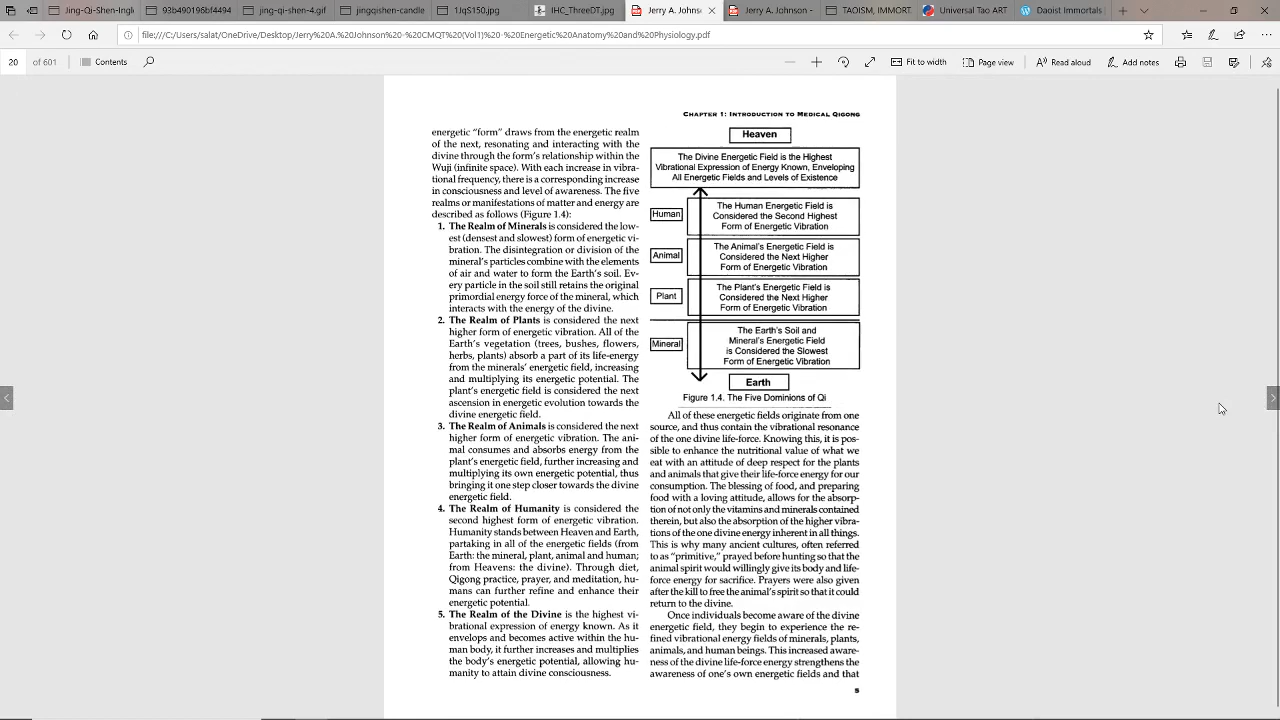 938b490194b44
jing-qi-shen-c
jingqishen-candle
1JjS150.jpg
IHC_ThreeDT.jpg
Jerry A. Johns
Jerry A. Johnson -
TAOISM, IMMORT
Universal Tao ART
Daoist Immortals
file:///C:/Users/salat/OneDrive/Desktop/Jerry%20A.%20Johnson%20-%20CMQT%20(Vol1)%20-%20Energetic%20Anatomy%20and%20Physiology.pdf
20 of 601
Contents
Fit to width
Page view
Read aloud
Add notes
CHAPTER 1: INTRODUCTION TO MEDICAL QIGONG
energetic “form” draws from the energetic realm
of the next, resonating and interacting with the
divine through the form's relationship within the
Wuji (infinite space). With each increase in vibra-
tional frequency, there is a corresponding increase
in consciousness and level of awareness. The five
realms or manifestations of matter and energy are
described as follows (Figure 1.4):
1. The Realm of Minerals is considered the low-
est (densest and slowest) form of energetic vi-
bration. The disintegration or division of the
mineral's particles combine with the elements
of air and water to form the Earth's soil. Ev-
ery particle in the soil still retains the original
primordial energy force of the mineral, which
interacts with the energy of the divine.
2. The Realm of Plants is considered the next
higher form of energetic vibration. All of the
Earth's vegetation (trees, bushes, flowers,
herbs, plants) absorb a part of its life-energy
from the minerals' energetic field, increasing
and multiplying its energetic potential. The
plant's energetic field is considered the next
ascension in energetic evolution towards the
divine energetic field.
3. The Realm of Animals is considered the next
higher form of energetic vibration. The ani-
mal consumes and absorbs energy from the
plant's energetic field, further increasing and
multiplying its own energetic potential, thus
bringing it one step closer towards the divine
energetic field.
4. The Realm of Humanity is considered the
second highest form of energetic vibration.
Humanity stands between Heaven and Earth,
partaking in all of the energetic fields (from
Earth: the mineral, plant, animal and human;
from Heavens: the divine). Through diet,
Qigong practice, prayer, and meditation, hu-
mans can further refine and enhance their
energetic potential.
5. The Realm of the Divine is the highest vi-
brational expression of energy known. As it
envelops and becomes active within the hu-
man body, it further increases and multiplies
the body's energetic potential, allowing hu-
manity to attain divine consciousness.
Heaven
The Divine Energetic Field is the Highest
Vibrational Expression of Energy Known, Enveloping
All Energetic Fields and Levels of Existence
Human
The Human Energetic Field is
Considered the Second Highest
Form of Energetic Vibration
Animal
The Animal's Energetic Field is
Considered the Next Higher
Form of Energetic Vibration
Plant
The Plant's Energetic Field is
Considered the Next Higher
Form of Energetic Vibration
Mineral
The Earth's Soil and
Mineral's Energetic Field
is Considered the Slowest
Form of Energetic Vibration
Earth
Figure 1.4. The Five Dominions of Qi
All of these energetic fields originate from one
source, and thus contain the vibrational resonance
of the one divine life-force. Knowing this, it is pos-
sible to enhance the nutritional value of what we
eat with an attitude of deep respect for the plants
and animals that give their life-force energy for our
consumption. The blessing of food, and preparing
food with a loving attitude, allows for the absorp-
tion of not only the vitamins and minerals contained
therein, but also the absorption of the higher vibra-
tions of the one divine energy inherent in all things.
This is why many ancient cultures, often referred
to as “primitive,” prayed before hunting so that the
animal spirit would willingly give its body and life-
force energy for sacrifice. Prayers were also given
after the kill to free the animal's spirit so that it could
return to the divine.
Once individuals become aware of the divine
energetic field, they begin to experience the re-
fined vibrational energy fields of minerals, plants,
animals, and human beings. This increased aware-
ness of the divine life-force energy strengthens the
awareness of one's own energetic fields and that
5